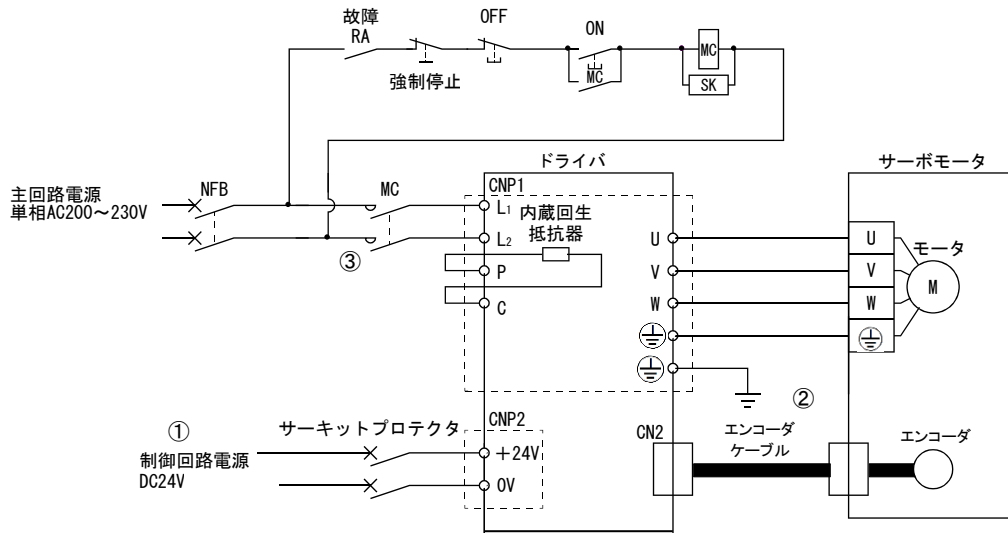 故障
RA
OFF
ON
強制停止
MC
MC
SK
ドライバ
サーボモータ
主回路電源
単相AC200～230V
NFB
MC
CNP1
L1
内蔵回生
抵抗器
L2
③
P
C
U
V
W
U
V
W
モータ
M
②
①
制御回路電源
DC24V
サーキットプロテクタ
CNP2
＋24V
0V
CN2
エンコーダ
ケーブル
エンコーダ